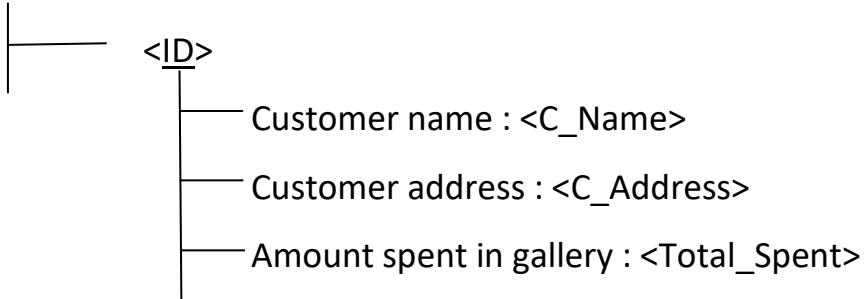 <ID>
Customer name : <C_Name>
Customer address : <C_Address>
Amount spent in gallery : <Total_Spent>